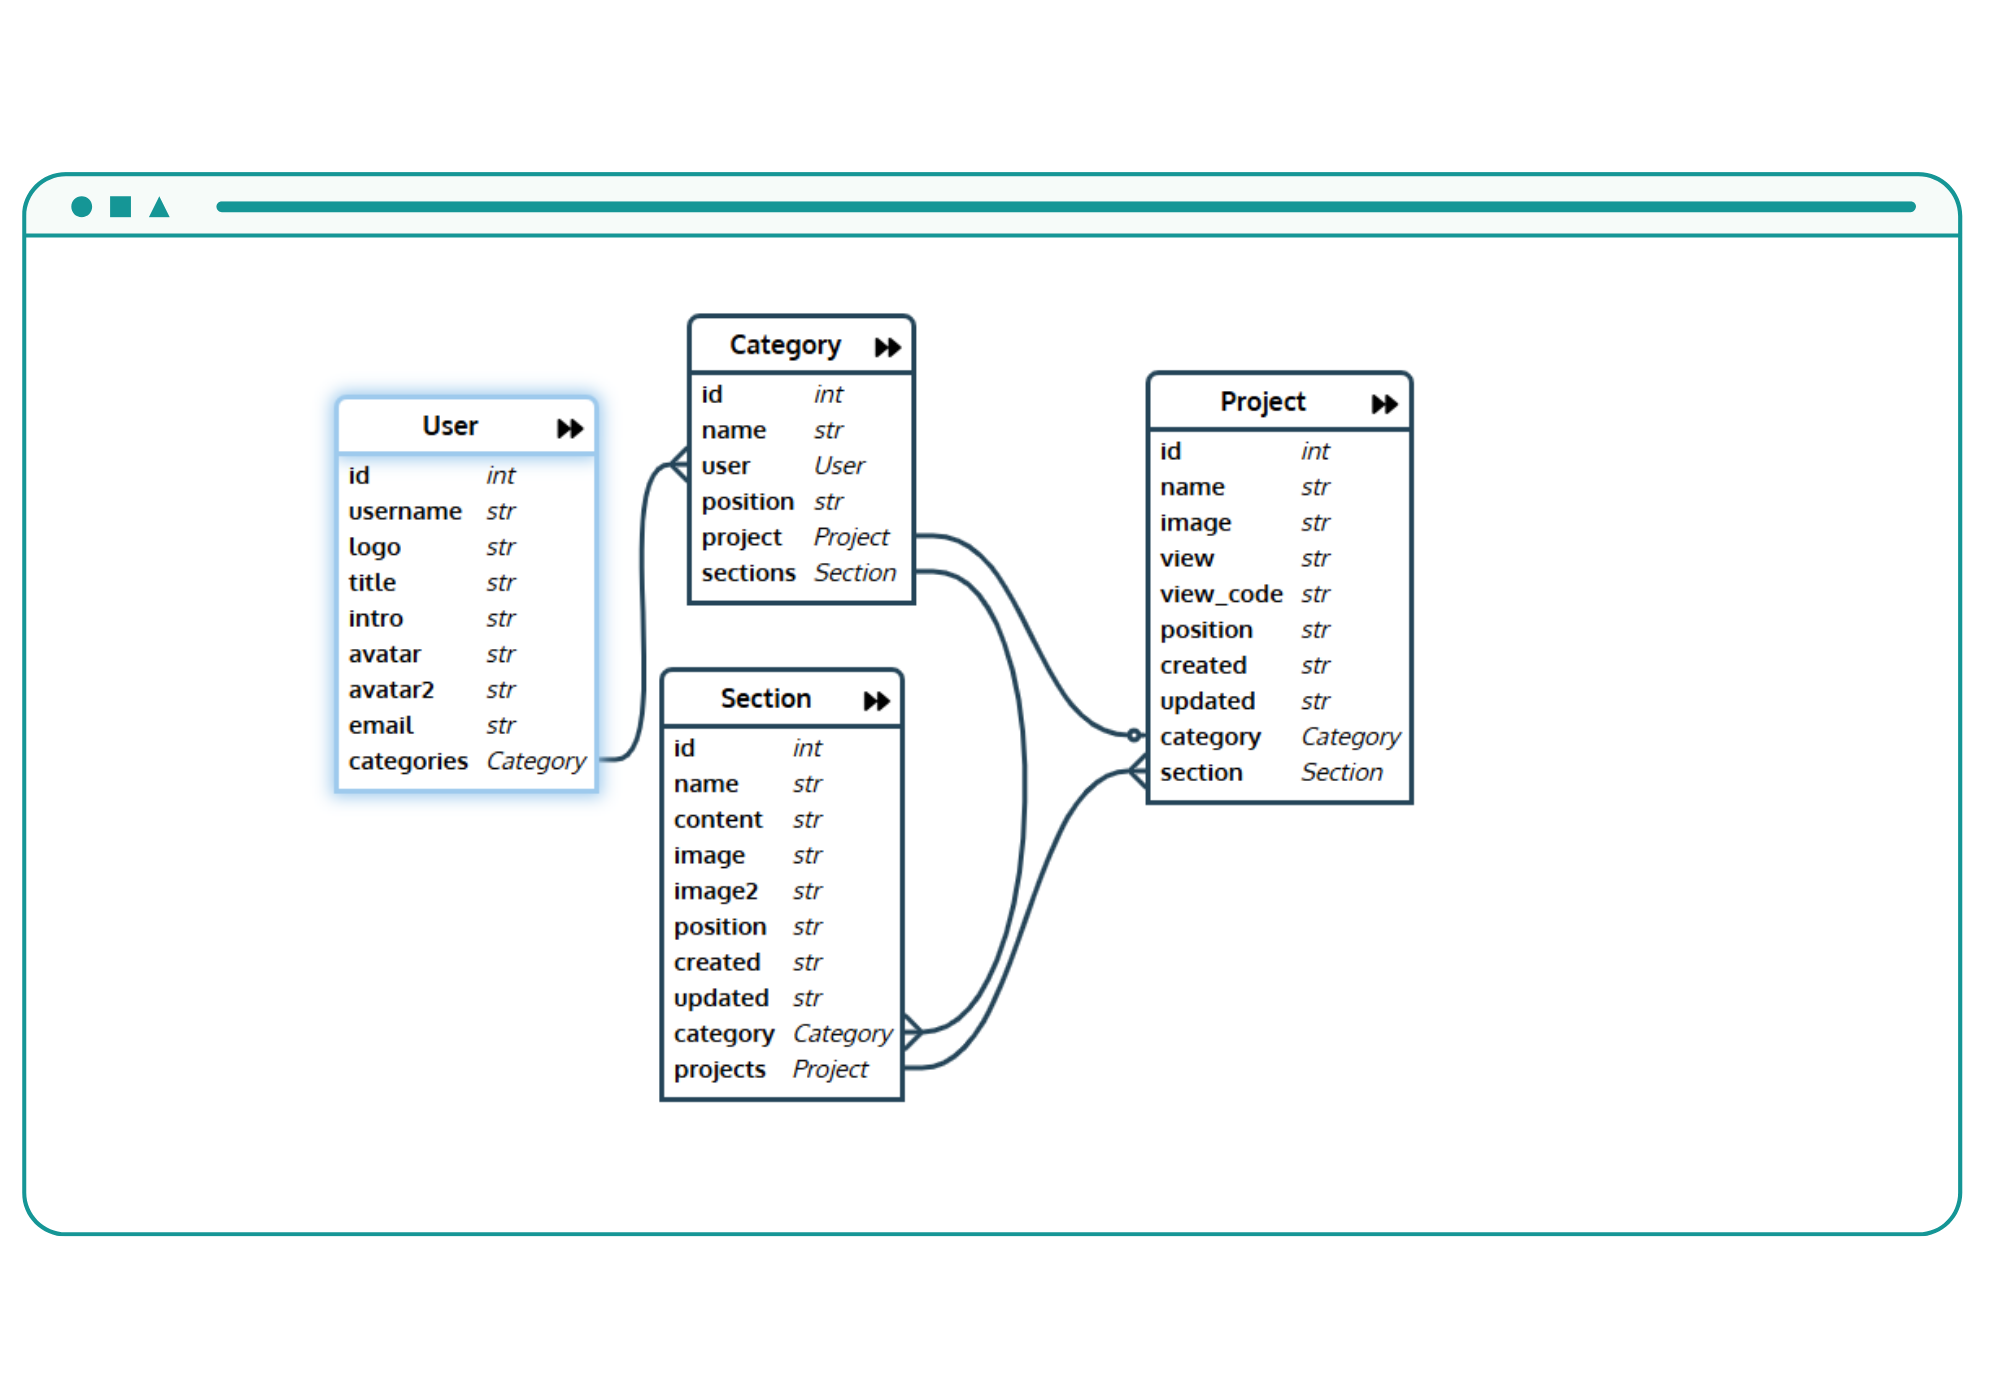 User
id int
username str
logo str
title str
intro str
avatar str
avatar2 str
email str
categories Category
Category
id int
name str
user User
position str
project Project
sections Section
Section
id int
name str
content str
image str
image2 str
position str
created str
updated str
category Category
projects Project
Project
id int
name str
image str
view str
view_code str
position str
created str
updated str
category Category
section Section